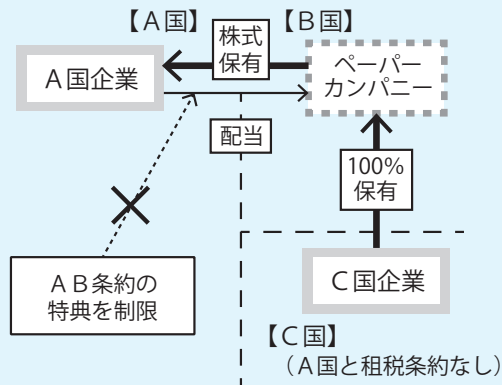 【A国】
【B国】
株式
保有
A国企業
ペーパー
カンパニー
配当
100%
保有
AB条約の
特典を制限
C国企業
【C国】
（A国と租税条約なし）